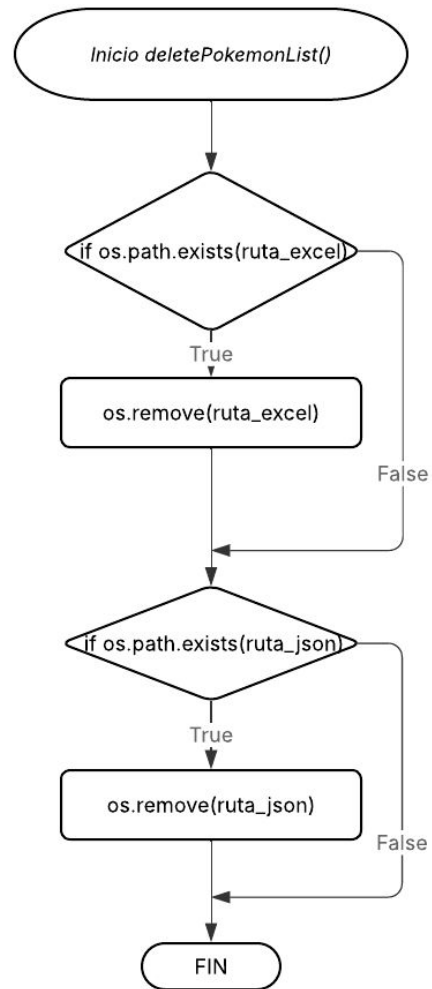 Inicio deletePokemonList()
if os.path.exists(ruta_excel)
True
os.remove(ruta_excel)
False
if os.path.exists(ruta_json)
True
os.remove(ruta_json)
False
FIN